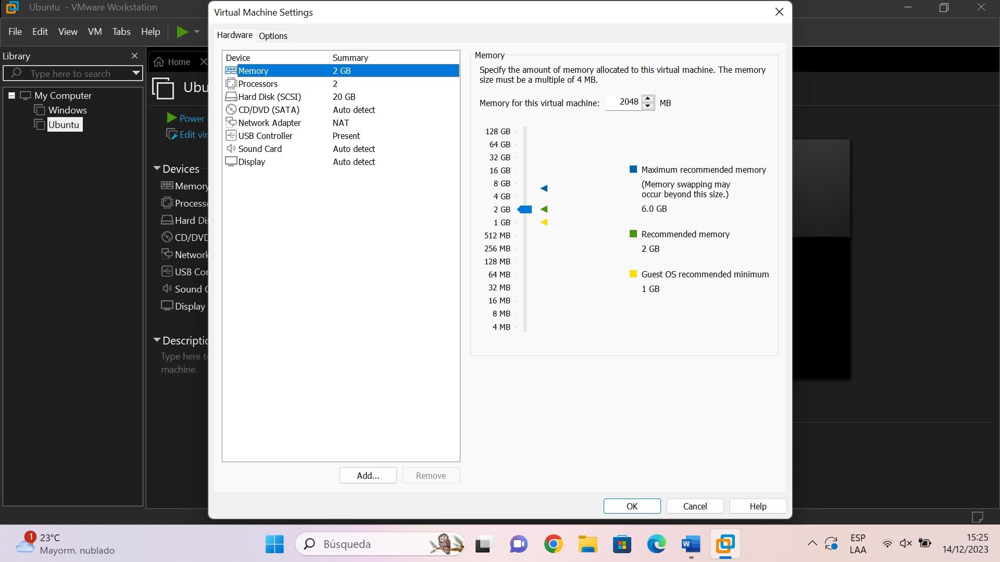 Ubuntu - VMware Workstation
File Edit View VM Tabs Help
Library
Type here to search
My Computer
Windows
Ubuntu
Home
Ubu
Power
Edit vir
Devices
Memory
Process
Hard Di
CD/DVD
Network
USB Cor
Sound C
Display
Descriptio
Type here t
machine.
Virtual Machine Settings
Hardware Options
Device Summary
Memory 2 GB
Processors 2
Hard Disk (SCSI) 20 GB
CD/DVD (SATA) Auto detect
Network Adapter NAT
USB Controller Present
Sound Card Auto detect
Display Auto detect
Add... Remove
Memory
Specify the amount of memory allocated to this virtual machine. The memory
size must be a multiple of 4 MB.
Memory for this virtual machine: 2048 MB
128 GB
64 GB
32 GB
16 GB
8 GB
4 GB
2 GB
1 GB
512 MB
256 MB
128 MB
64 MB
32 MB
16 MB
8 MB
4 MB
Maximum recommended memory
(Memory swapping may
occur beyond this size.)
6.0 GB
Recommended memory
2 GB
Guest OS recommended minimum
1 GB
OK Cancel Help
1
23°C
Mayorm. nublado
Búsqueda
W
ESP
LAA
15:25
14/12/2023